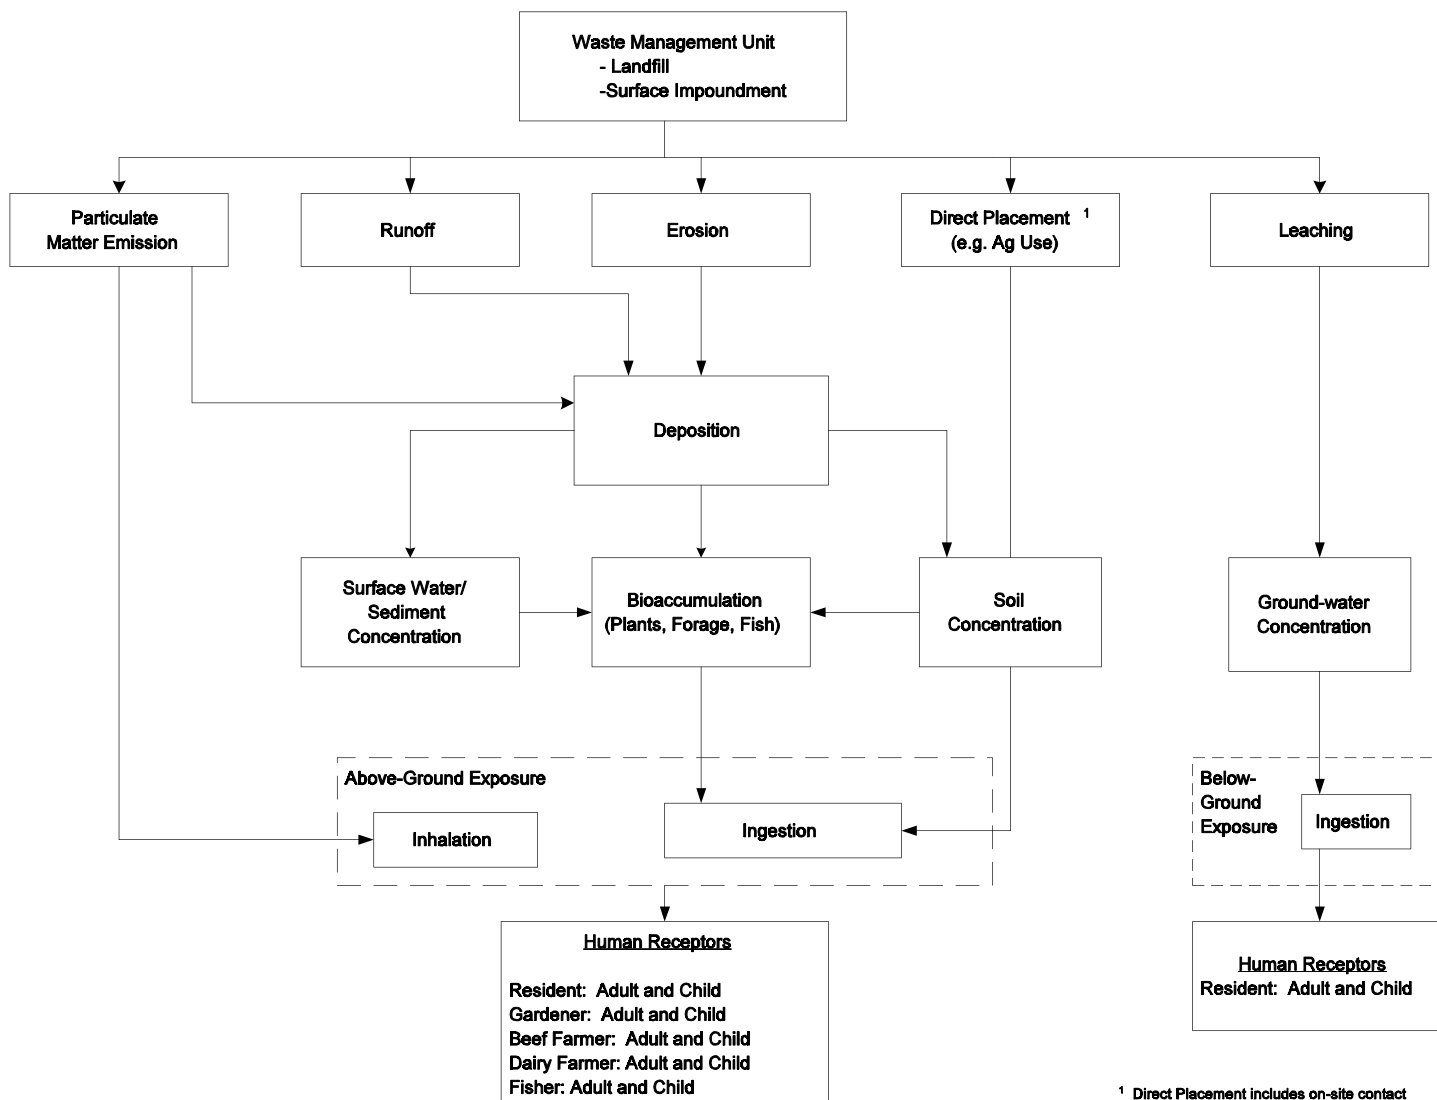 Waste Management Unit
- Landfill
-Surface Impoundment
Particulate
Matter Emission
Runoff
Erosion
Direct Placement 1
(e.g. Ag Use)
Leaching
Deposition
Surface Water/
Sediment
Concentration
Bioaccumulation
(Plants, Forage, Fish)
Soil
Concentration
Ground-water
Concentration
Above-Ground Exposure
Inhalation
Ingestion
Below-
Ground
Exposure
Ingestion
Human Receptors
Resident: Adult and Child
Gardener: Adult and Child
Beef Farmer: Adult and Child
Dairy Farmer: Adult and Child
Fisher: Adult and Child
Human Receptors
Resident: Adult and Child
1 Direct Placement includes on-site contact